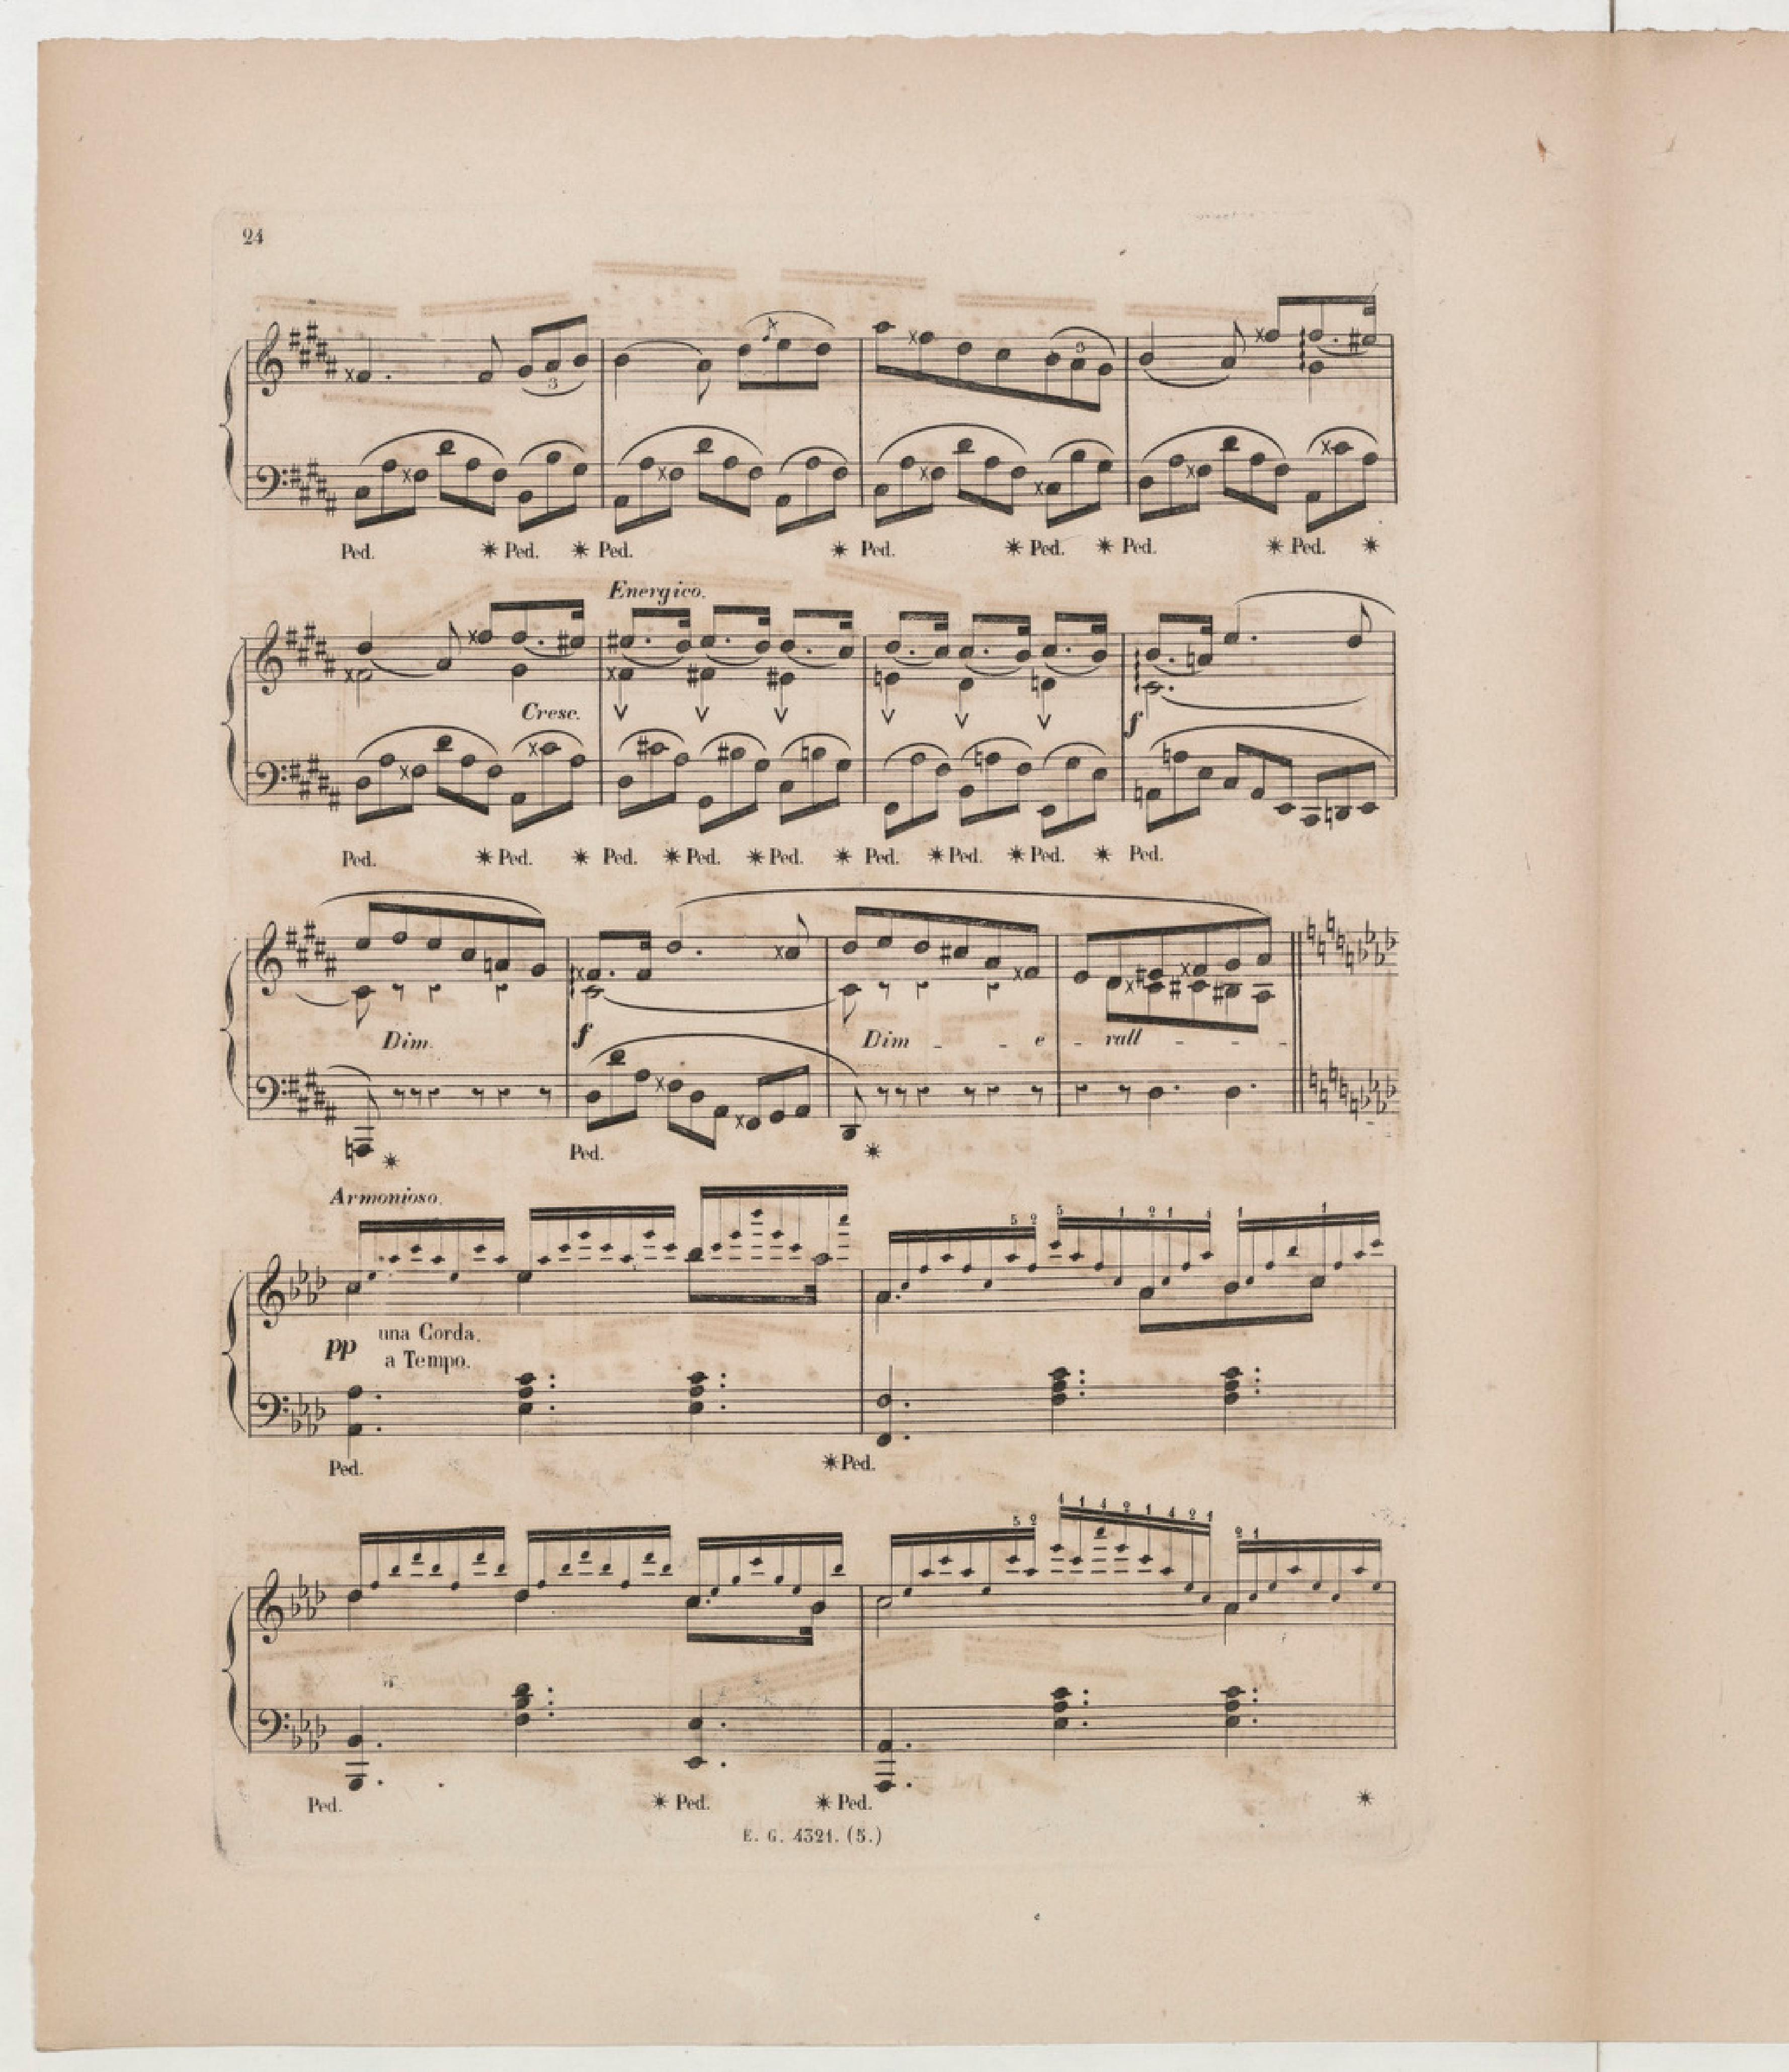 24
3
3
Ped. * Ped. * Ped. * Ped. * Ped. * Ped. * Ped. *
Energico.
Cresc.
f
Ped. * Ped. * Ped. * Ped. * Ped. * Ped. * Ped. * Ped. * Ped.
Dim. f Dim - - e - rall - - -
* Ped. *
Armonioso.
5 2 5 1 2 1 4 1 1
pp una Corda.
a Tempo.
Ped. * Ped.
5 2 4 1 4 2 1 4 2 1 2 1
Ped. * Ped. * Ped. *
E. G. 4321. (5.)